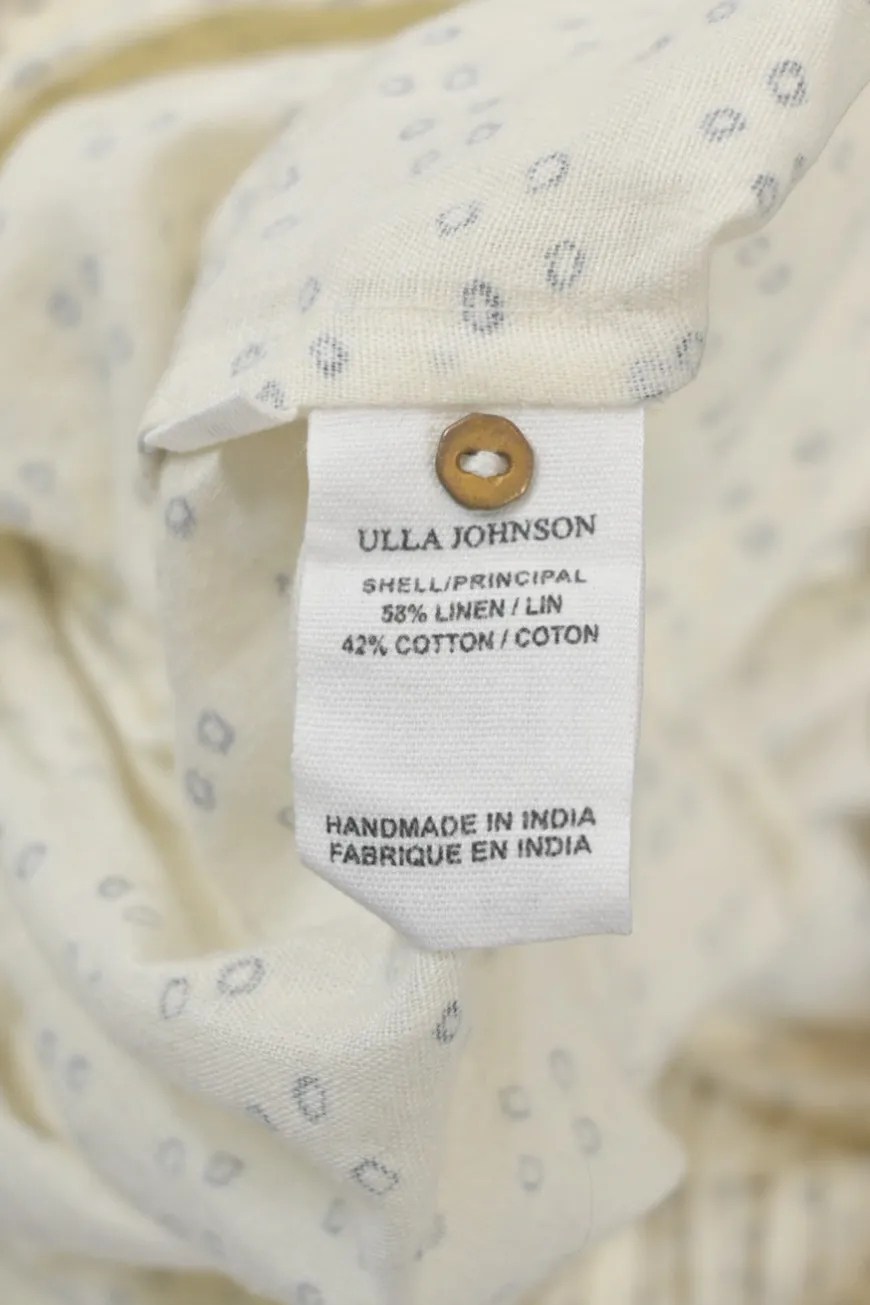 ULLA JOHNSON
SHELL/PRINCIPAL
58% LINEN / LIN
42% COTTON / COTON
HANDMADE IN INDIA
FABRIQUE EN INDIA